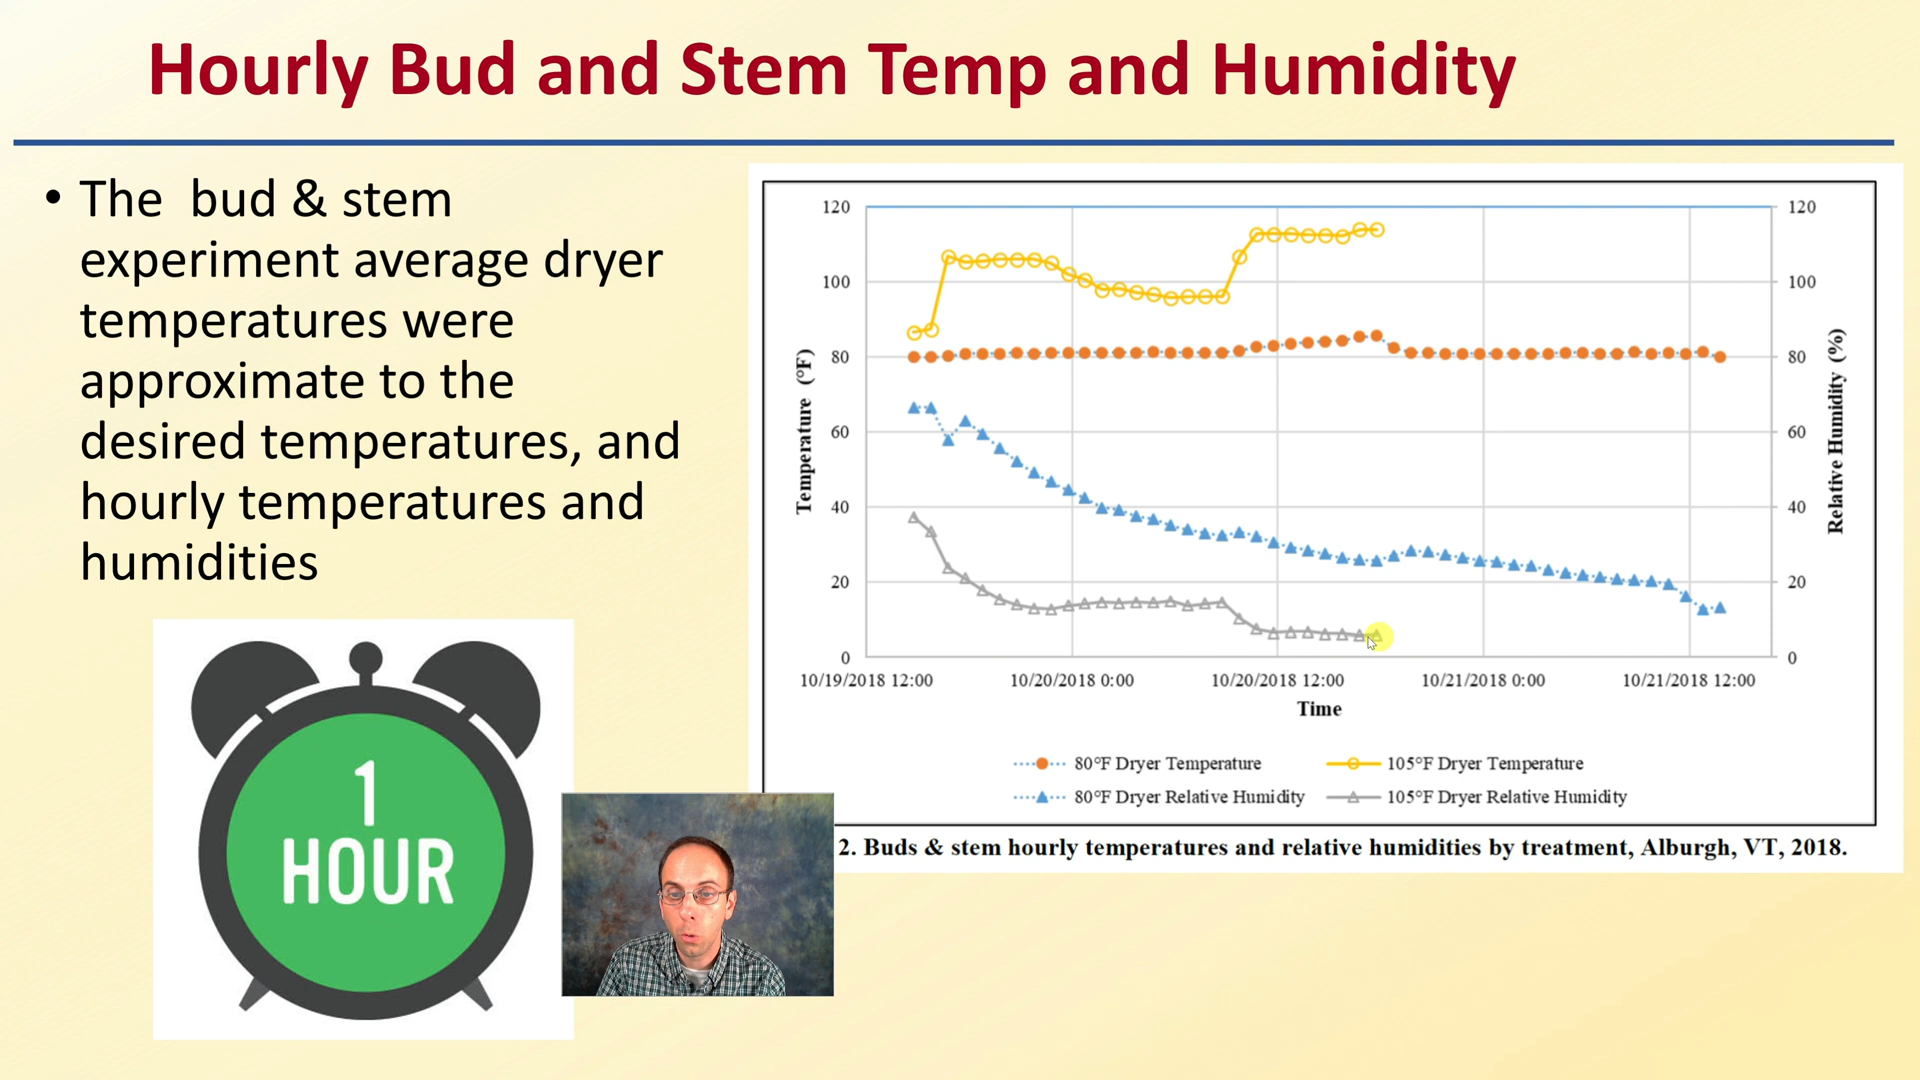 Hourly Bud and Stem Temp and Humidity
• The bud & stem
experiment average dryer
temperatures were
approximate to the
desired temperatures, and
hourly temperatures and
humidities
1
HOUR
120
100
80
60
40
20
0
Temperature (°F)
120
100
80
60
40
20
0
Relative Humidity (%)
10/19/2018 12:00 10/20/2018 0:00 10/20/2018 12:00 10/21/2018 0:00 10/21/2018 12:00
Time
80°F Dryer Temperature 105°F Dryer Temperature
80°F Dryer Relative Humidity 105°F Dryer Relative Humidity
2. Buds & stem hourly temperatures and relative humidities by treatment, Alburgh, VT, 2018.